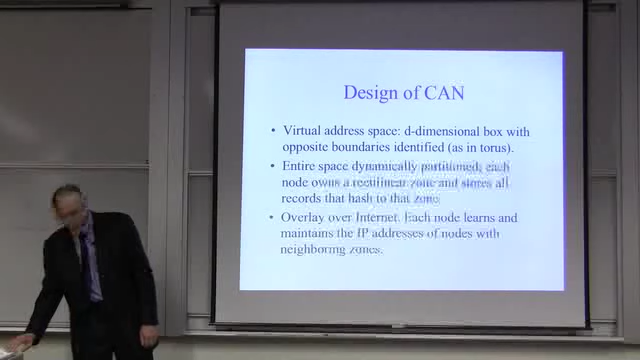 Design of CAN
• Virtual address space: d-dimensional box with
opposite boundaries identified (as in torus).
• Entire space dynamically partitioned, each
node owns a rectilinear zone and stores all
records that hash to that zone
• Overlay over Internet. Each node learns and
maintains the IP addresses of nodes with
neighboring zones.